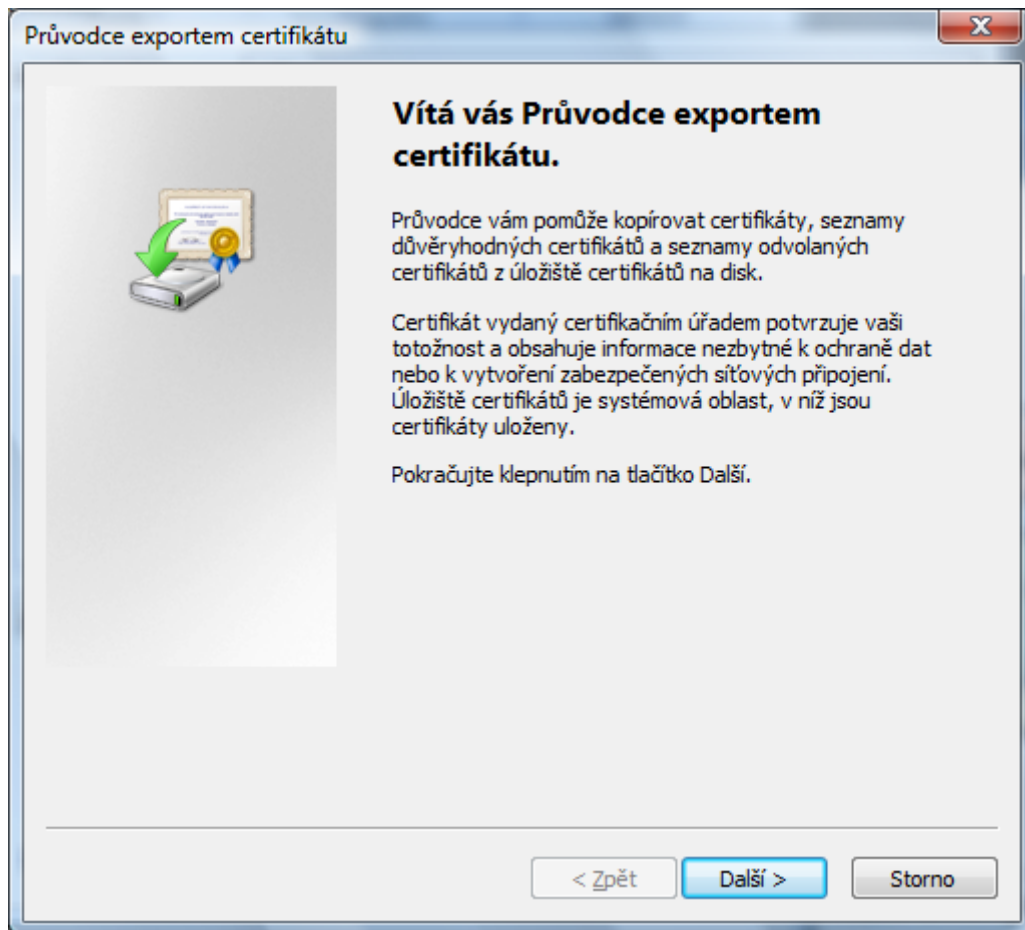 Průvodce exportem certifikátu
Vítá vás Průvodce exportem
certifikátu.
Průvodce vám pomůže kopírovat certifikáty, seznamy
důvěryhodných certifikátů a seznamy odvolaných
certifikátů z úložiště certifikátů na disk.
Certifikát vydaný certifikačním úřadem potvrzuje vaši
totožnost a obsahuje informace nezbytné k ochraně dat
nebo k vytvoření zabezpečených síťových připojení.
Úložiště certifikátů je systémová oblast, v níž jsou
certifikáty uloženy.
Pokračujte klepnutím na tlačítko Další.
< Zpět Další > Storno